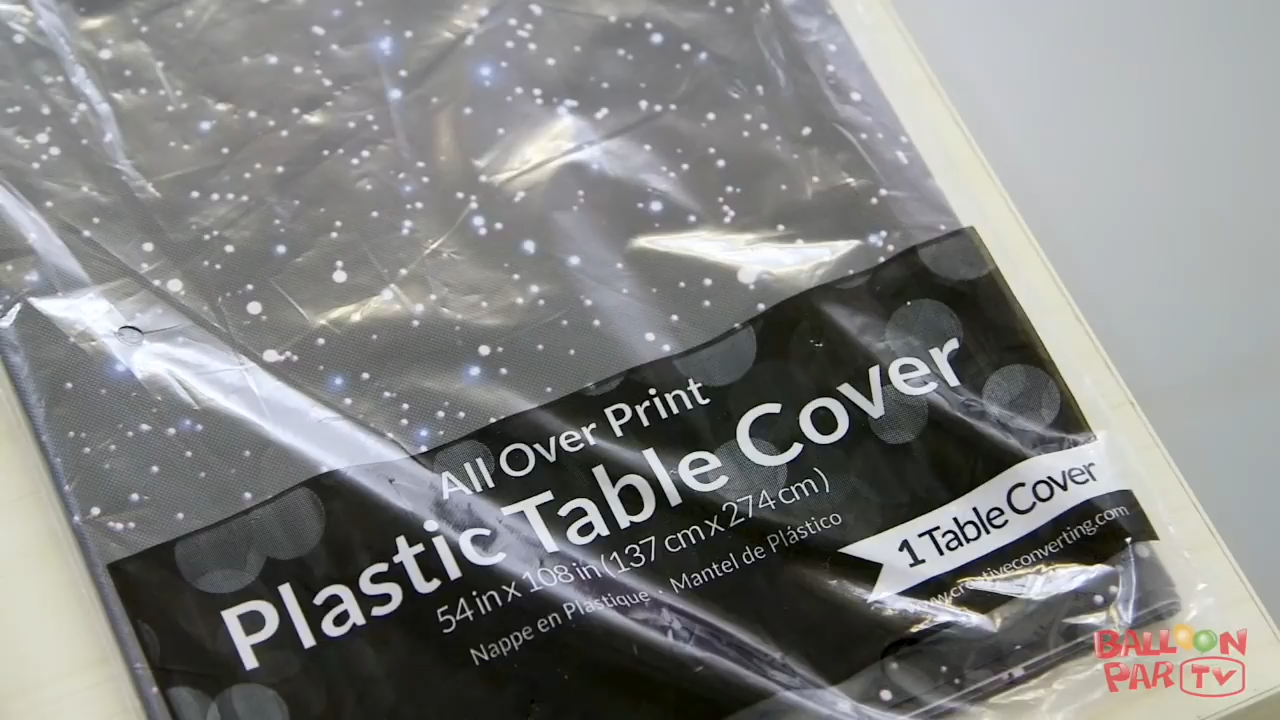 All Over Print
Plastic Table Cover
54 in x 108 in (137 cm x 274 cm)
Nappe en Plastique · Mantel de Plástico
1 Table Cover
www.creativeconverting.com
BALLOON
PARTV